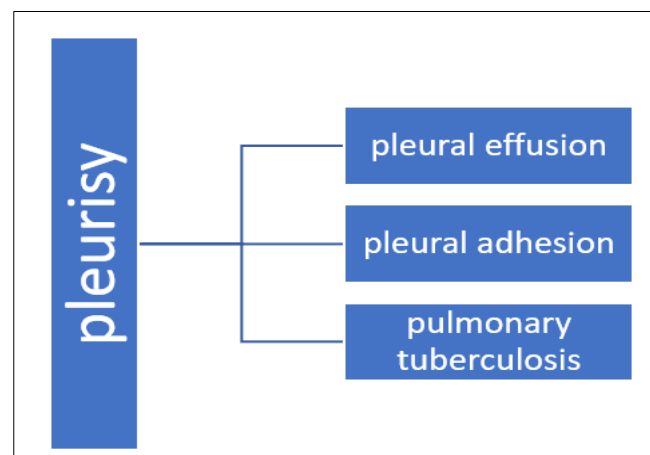 pleurisy
pleural effusion
pleural adhesion
pulmonary
tuberculosis